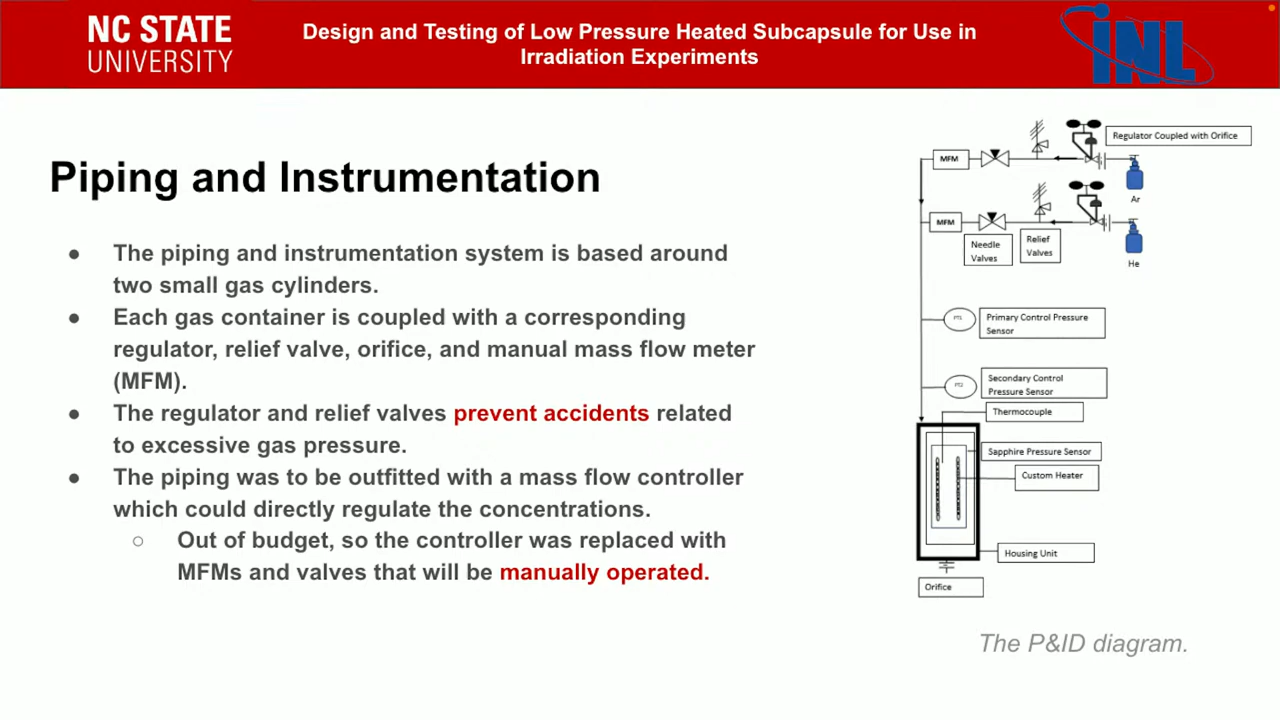 NC STATE
UNIVERSITY
Design and Testing of Low Pressure Heated Subcapsule for Use in
Irradiation Experiments
INL
Piping and Instrumentation
● The piping and instrumentation system is based around
two small gas cylinders.
● Each gas container is coupled with a corresponding
regulator, relief valve, orifice, and manual mass flow meter
(MFM).
● The regulator and relief valves prevent accidents related
to excessive gas pressure.
● The piping was to be outfitted with a mass flow controller
which could directly regulate the concentrations.
○ Out of budget, so the controller was replaced with
MFMs and valves that will be manually operated.
Regulator Coupled with Orifice
MFM
Ar
MFM
Needle
Valves
Relief
Valves
He
PT1
Primary Control Pressure
Sensor
PT2
Secondary Control
Pressure Sensor
Thermocouple
Sapphire Pressure Sensor
Custom Heater
Housing Unit
Orifice
The P&ID diagram.